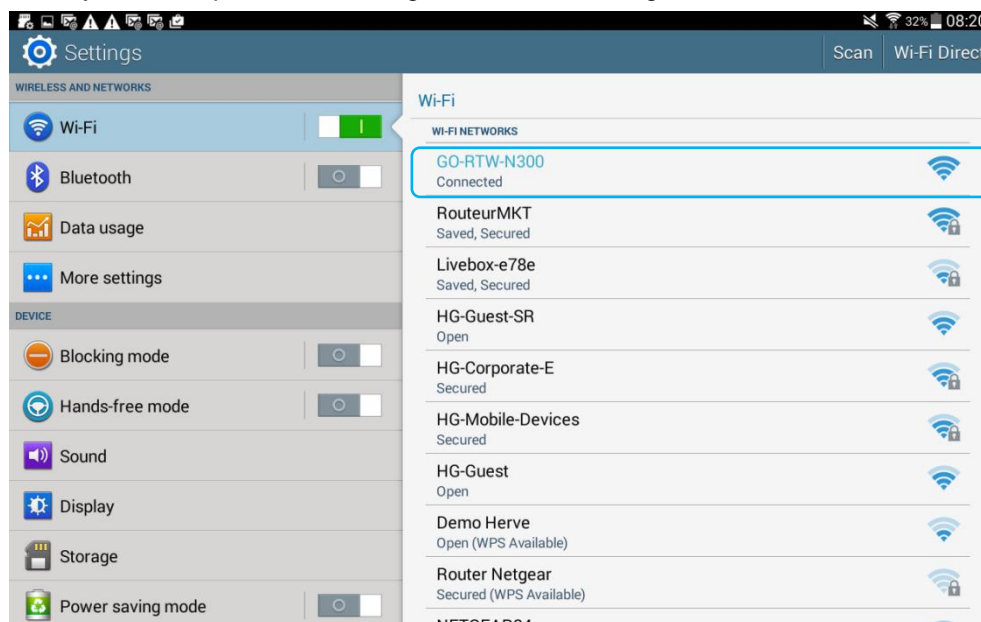 32% 08:20
Settings
Scan
Wi-Fi Direct
WIRELESS AND NETWORKS
Wi-Fi
Bluetooth
Data usage
More settings
DEVICE
Blocking mode
Hands-free mode
Sound
Display
Storage
Power saving mode
Wi-Fi
WI-FI NETWORKS
GO-RTW-N300
Connected
RouteurMKT
Saved, Secured
Livebox-e78e
Saved, Secured
HG-Guest-SR
Open
HG-Corporate-E
Secured
HG-Mobile-Devices
Secured
HG-Guest
Open
Demo Herve
Open (WPS Available)
Router Netgear
Secured (WPS Available)